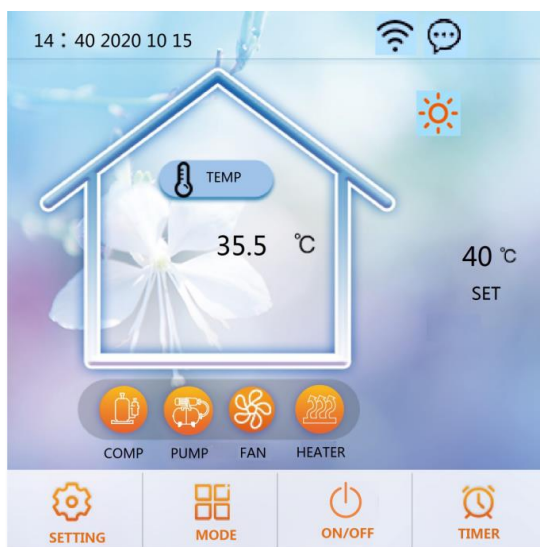 14：40 2020 10 15
TEMP
35.5 ℃
40 ℃
SET
COMP PUMP FAN HEATER
SETTING MODE ON/OFF TIMER